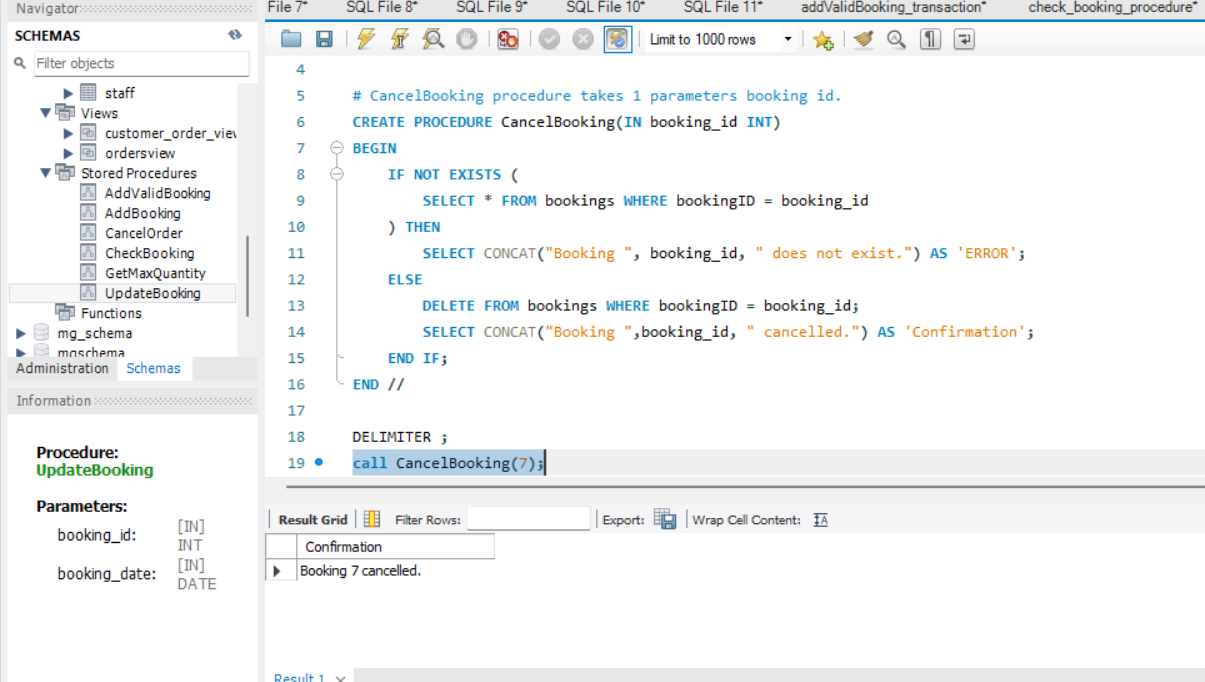 Navigator
SCHEMAS
Filter objects
staff
Views
customer_order_view
ordersview
Stored Procedures
AddValidBooking
AddBooking
CancelOrder
CheckBooking
GetMaxQuantity
UpdateBooking
Functions
mg_schema
mgschema
Administration Schemas
Information
Procedure:
UpdateBooking
Parameters:
booking_id: [IN]
INT
booking_date: [IN]
DATE
File 7* SQL File 8* SQL File 9* SQL File 10* SQL File 11* addValidBooking_transaction* check_booking_procedure*
Limit to 1000 rows
4
5 # CancelBooking procedure takes 1 parameters booking id.
6 CREATE PROCEDURE CancelBooking(IN booking_id INT)
7 BEGIN
8 IF NOT EXISTS (
9 SELECT * FROM bookings WHERE bookingID = booking_id
10 ) THEN
11 SELECT CONCAT("Booking ", booking_id, " does not exist.") AS 'ERROR';
12 ELSE
13 DELETE FROM bookings WHERE bookingID = booking_id;
14 SELECT CONCAT("Booking ",booking_id, " cancelled.") AS 'Confirmation';
15 END IF;
16 END //
17
18 DELIMITER ;
19 call CancelBooking(7);
Result Grid Filter Rows: Export: Wrap Cell Content: IA
Confirmation
Booking 7 cancelled.
Result 1